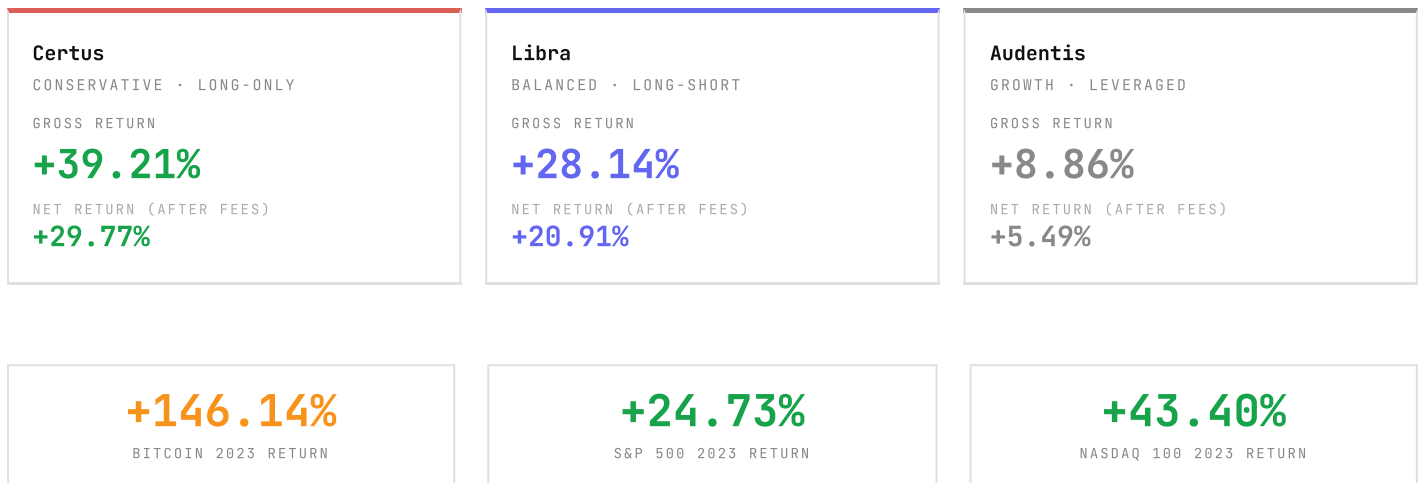 Certus
CONSERVATIVE · LONG-ONLY
GROSS RETURN
+39.21%
NET RETURN (AFTER FEES)
+29.77%
Libra
BALANCED · LONG-SHORT
GROSS RETURN
+28.14%
NET RETURN (AFTER FEES)
+20.91%
Audentis
GROWTH · LEVERAGED
GROSS RETURN
+8.86%
NET RETURN (AFTER FEES)
+5.49%
+146.14%
BITCOIN 2023 RETURN
+24.73%
S&P 500 2023 RETURN
+43.40%
NASDAQ 100 2023 RETURN